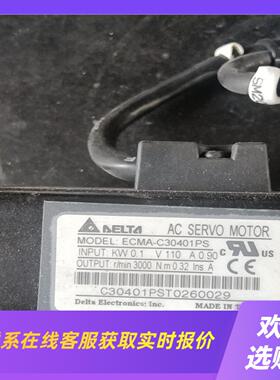 SM2
DELTA AC SERVO MOTOR
MODEL: ECMA-C30401PS
INPUT: KW 0.1 V 110 A 0.90
OUTPUT: r/min 3000 N·m 0.32 Ins A
C30401PST0260029
Delta Electronics, Inc. MADE IN T
联系在线客服获取实时报价
欢
选